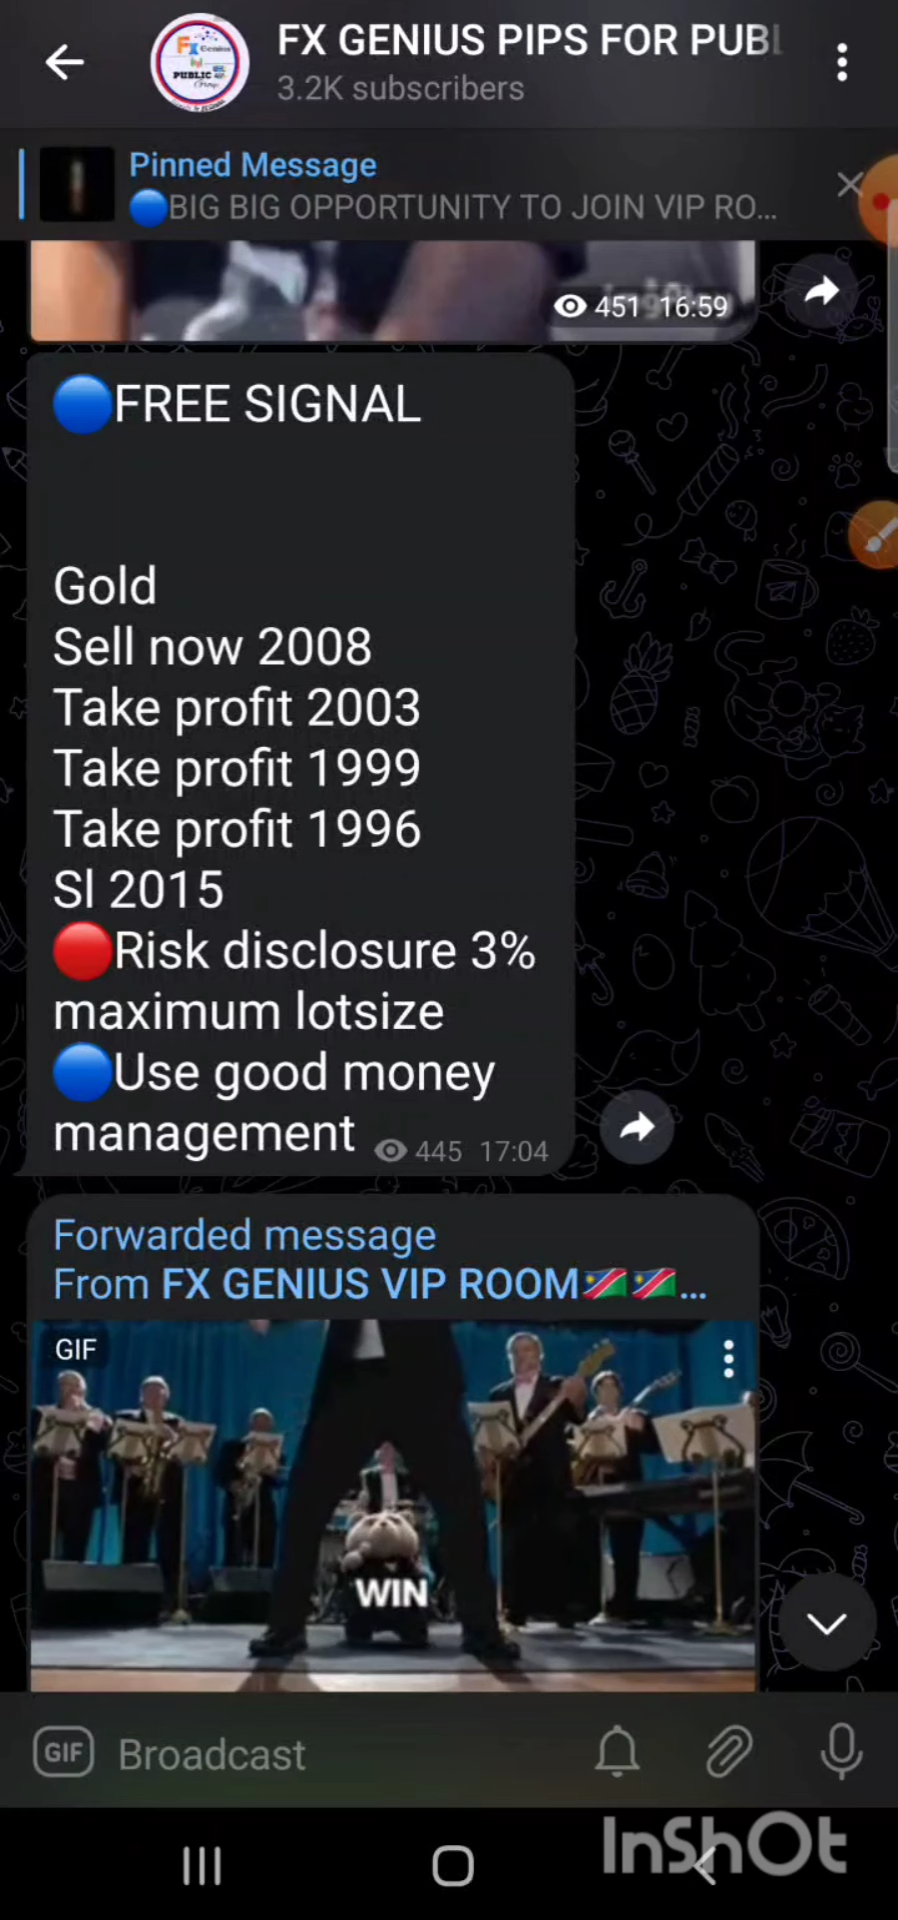 FX GENIUS PIPS FOR PUBL
3.2K subscribers
Pinned Message
🔵BIG BIG OPPORTUNITY TO JOIN VIP RO...
451 16:59
🔵FREE SIGNAL
Gold
Sell now 2008
Take profit 2003
Take profit 1999
Take profit 1996
Sl 2015
🔴Risk disclosure 3%
maximum lotsize
🔵Use good money
management 445 17:04
Forwarded message
From FX GENIUS VIP ROOM🇳🇦🇳🇦...
GIF
WIN
GIF Broadcast
InShOt